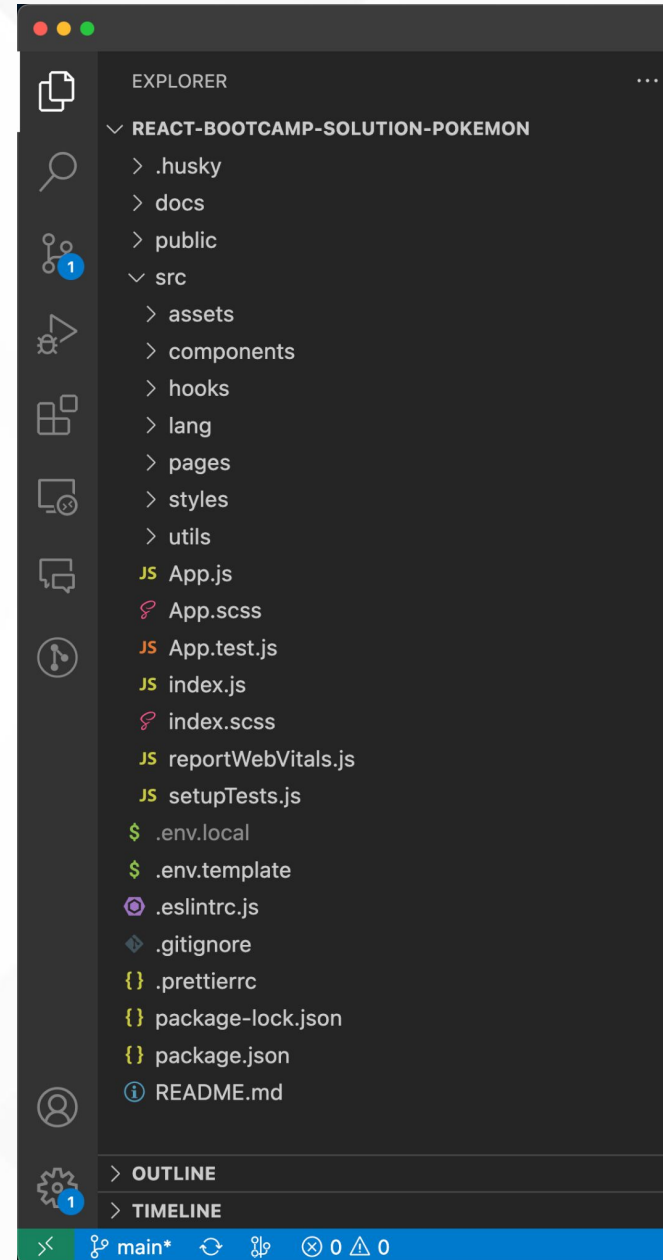 EXPLORER
REACT-BOOTCAMP-SOLUTION-POKEMON
.husky
docs
public
src
assets
components
hooks
lang
pages
styles
utils
JS App.js
App.scss
JS App.test.js
JS index.js
index.scss
JS reportWebVitals.js
JS setupTests.js
$ .env.local
$ .env.template
.eslintrc.js
.gitignore
{} .prettierrc
{} package-lock.json
{} package.json
README.md
OUTLINE
TIMELINE
1
1
main* 0 0